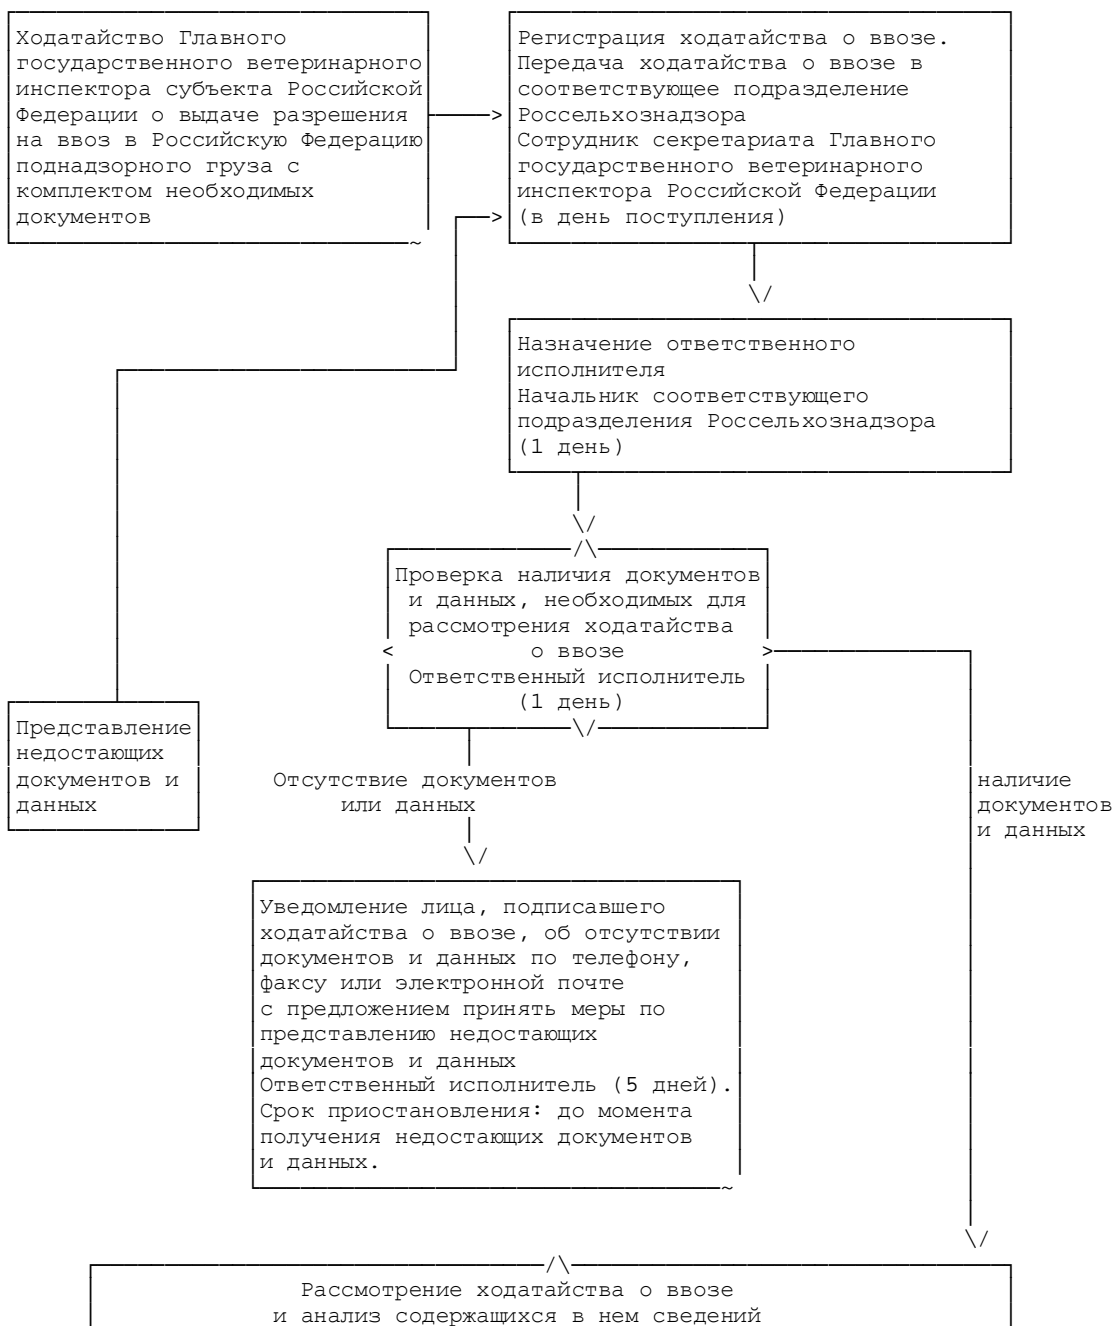 Ходатайство Главного
государственного ветеринарного
инспектора субъекта Российской
Федерации о выдаче разрешения
на ввоз в Российскую Федерацию
поднадзорного груза с
комплектом необходимых
документов
Регистрация ходатайства о ввозе.
Передача ходатайства о ввозе в
соответствующее подразделение
Россельхознадзора
Сотрудник секретариата Главного
государственного ветеринарного
инспектора Российской Федерации
(в день поступления)
Назначение ответственного
исполнителя
Начальник соответствующего
подразделения Россельхознадзора
(1 день)
Проверка наличия документов
и данных, необходимых для
рассмотрения ходатайства
о ввозе
Ответственный исполнитель
(1 день)
Представление
недостающих
документов и
данных
Отсутствие документов
или данных
наличие
документов
и данных
Уведомление лица, подписавшего
ходатайства о ввозе, об отсутствии
документов и данных по телефону,
факсу или электронной почте
с предложением принять меры по
представлению недостающих
документов и данных
Ответственный исполнитель (5 дней).
Срок приостановления: до момента
получения недостающих документов
и данных.
Рассмотрение ходатайства о ввозе
и анализ содержащихся в нем сведений